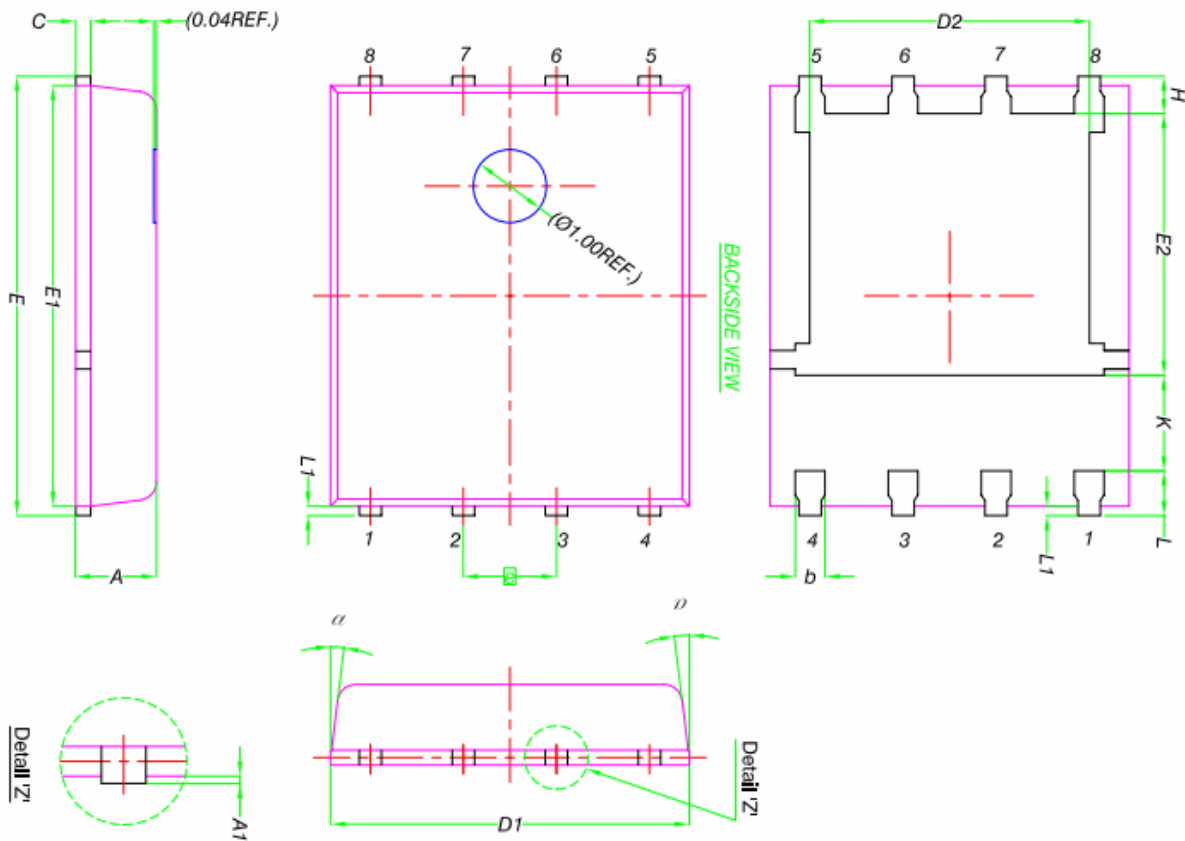 C
(0.04REF.)
E
E1
A
8
7
6
5
(Ø1.00REF.)
L1
1
2
3
4
e
BACKSIDE VIEW
D2
5
6
7
8
H
E2
K
L
L1
4
3
2
1
b
α
D1
Detail 'Z'
Detail 'Z'
A1